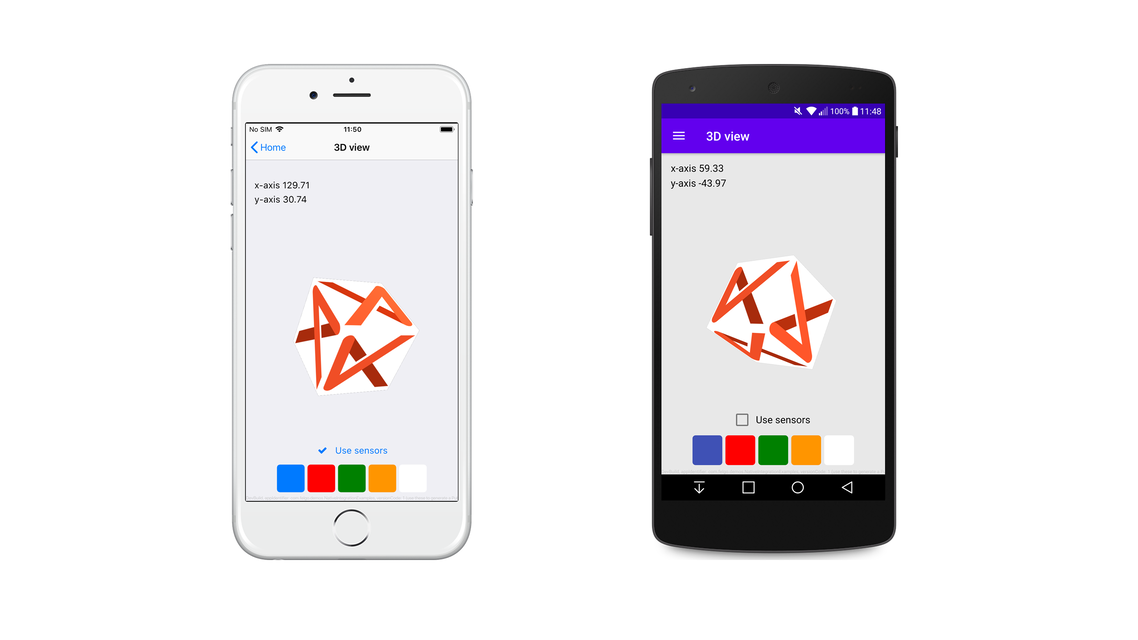 No SIM 11:50
Home 3D view
x-axis 129.71
y-axis 30.74
Use sensors
100% 11:48
3D view
x-axis 59.33
y-axis -43.97
Use sensors